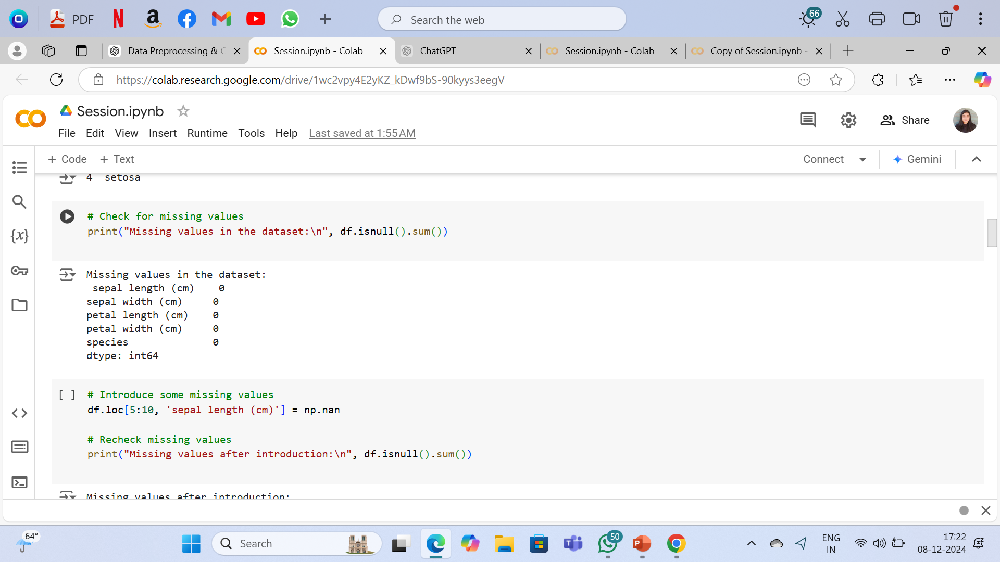 PDF
Search the web
66
Data Preprocessing & C
Session.ipynb - Colab
ChatGPT
Session.ipynb - Colab
Copy of Session.ipynb -
https://colab.research.google.com/drive/1wc2vpy4E2yKZ_kDwf9bS-90kyys3eegV
Session.ipynb
File Edit View Insert Runtime Tools Help Last saved at 1:55 AM
Share
+ Code + Text
Connect
Gemini
4 setosa
# Check for missing values
print("Missing values in the dataset:\n", df.isnull().sum())
Missing values in the dataset:
sepal length (cm) 0
sepal width (cm) 0
petal length (cm) 0
petal width (cm) 0
species 0
dtype: int64
[ ] # Introduce some missing values
df.loc[5:10, 'sepal length (cm)'] = np.nan
# Recheck missing values
print("Missing values after introduction:\n", df.isnull().sum())
Missing values after introduction:
64°
Search
50
ENG
IN
17:22
08-12-2024